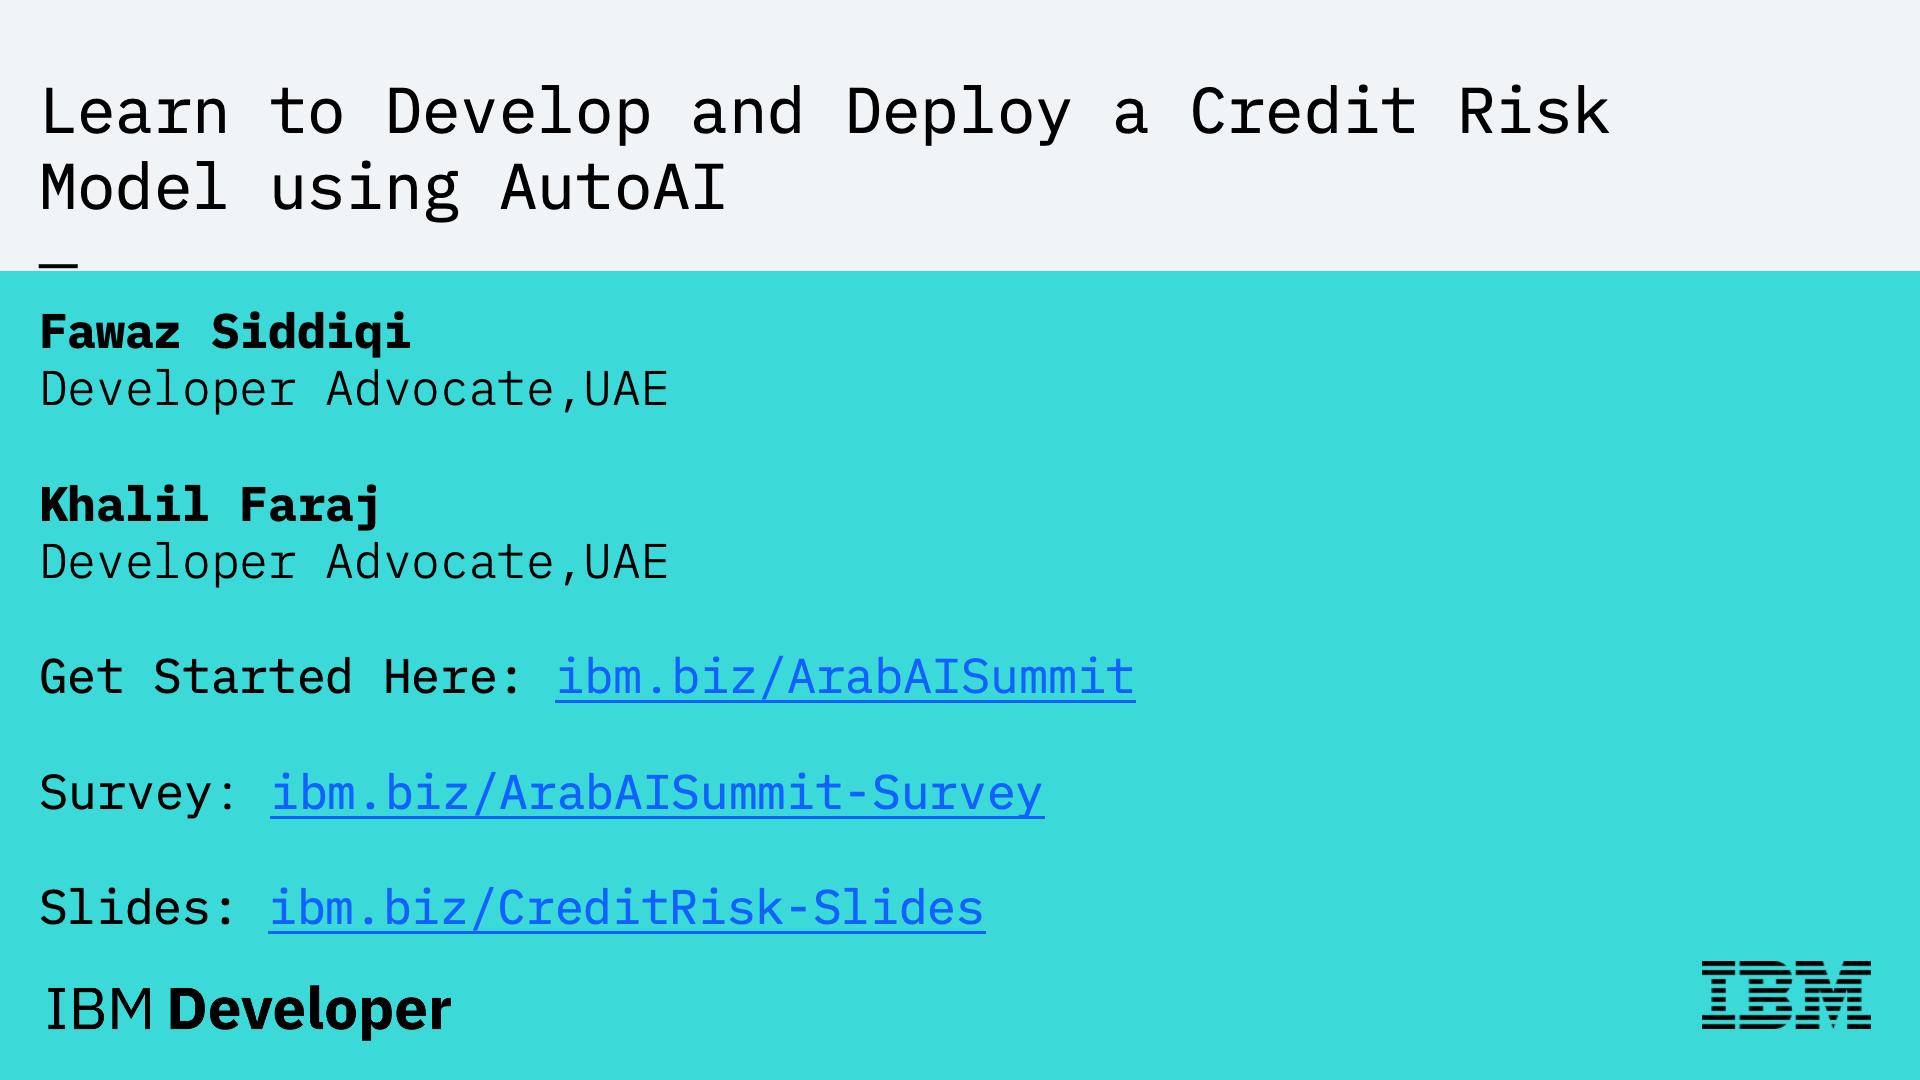 Learn to Develop and Deploy a Credit Risk
Model using AutoAI
—
Fawaz Siddiqi
Developer Advocate,UAE
Khalil Faraj
Developer Advocate,UAE
Get Started Here: ibm.biz/ArabAISummit
Survey: ibm.biz/ArabAISummit-Survey
Slides: ibm.biz/CreditRisk-Slides
IBM Developer
IBM